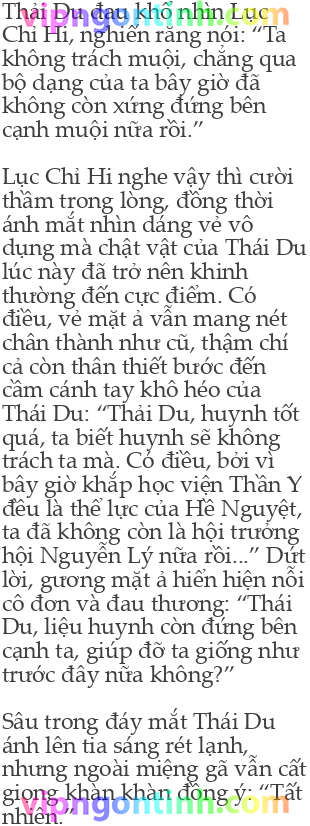 Thải Du đau khổ nhìn Lục
Chỉ Hi, nghiến răng nói: “Ta
không trách muội, chẳng qua
bộ dạng của ta bây giờ đã
không còn xứng đứng bên
cạnh muội nữa rồi.”
Lục Chỉ Hi nghe vậy thì cười
thầm trong lòng, đồng thời
ánh mắt nhìn dáng vẻ vô
dụng mà chật vật của Thái Du
lúc này đã trở nên khinh
thường đến cực điểm. Có
điều, vẻ mặt ả vẫn mang nét
chân thành như cũ, thậm chí
cả còn thân thiết bước đến
cầm cánh tay khô héo của
Thái Du: “Thải Du, huynh tốt
quá, ta biết huynh sẽ không
trách ta mà. Có điều, bởi vì
bây giờ khắp học viện Thần Y
đều là thế lực của Hề Nguyệt,
ta đã không còn là hội trưởng
hội Nguyễn Lý nữa rồi...” Dứt
lời, gương mặt ả hiển hiện nỗi
cô đơn và đau thương: “Thái
Du, liệu huynh còn đứng bên
cạnh ta, giúp đỡ ta giống như
trước đây nữa không?”
Sâu trong đáy mắt Thái Du
ánh lên tia sáng rét lạnh,
nhưng ngoài miệng gã vẫn cất
giọng khàn khàn đồng ý: “Tất
nhiên.”
vipngontinh.com
vipngontinh.com